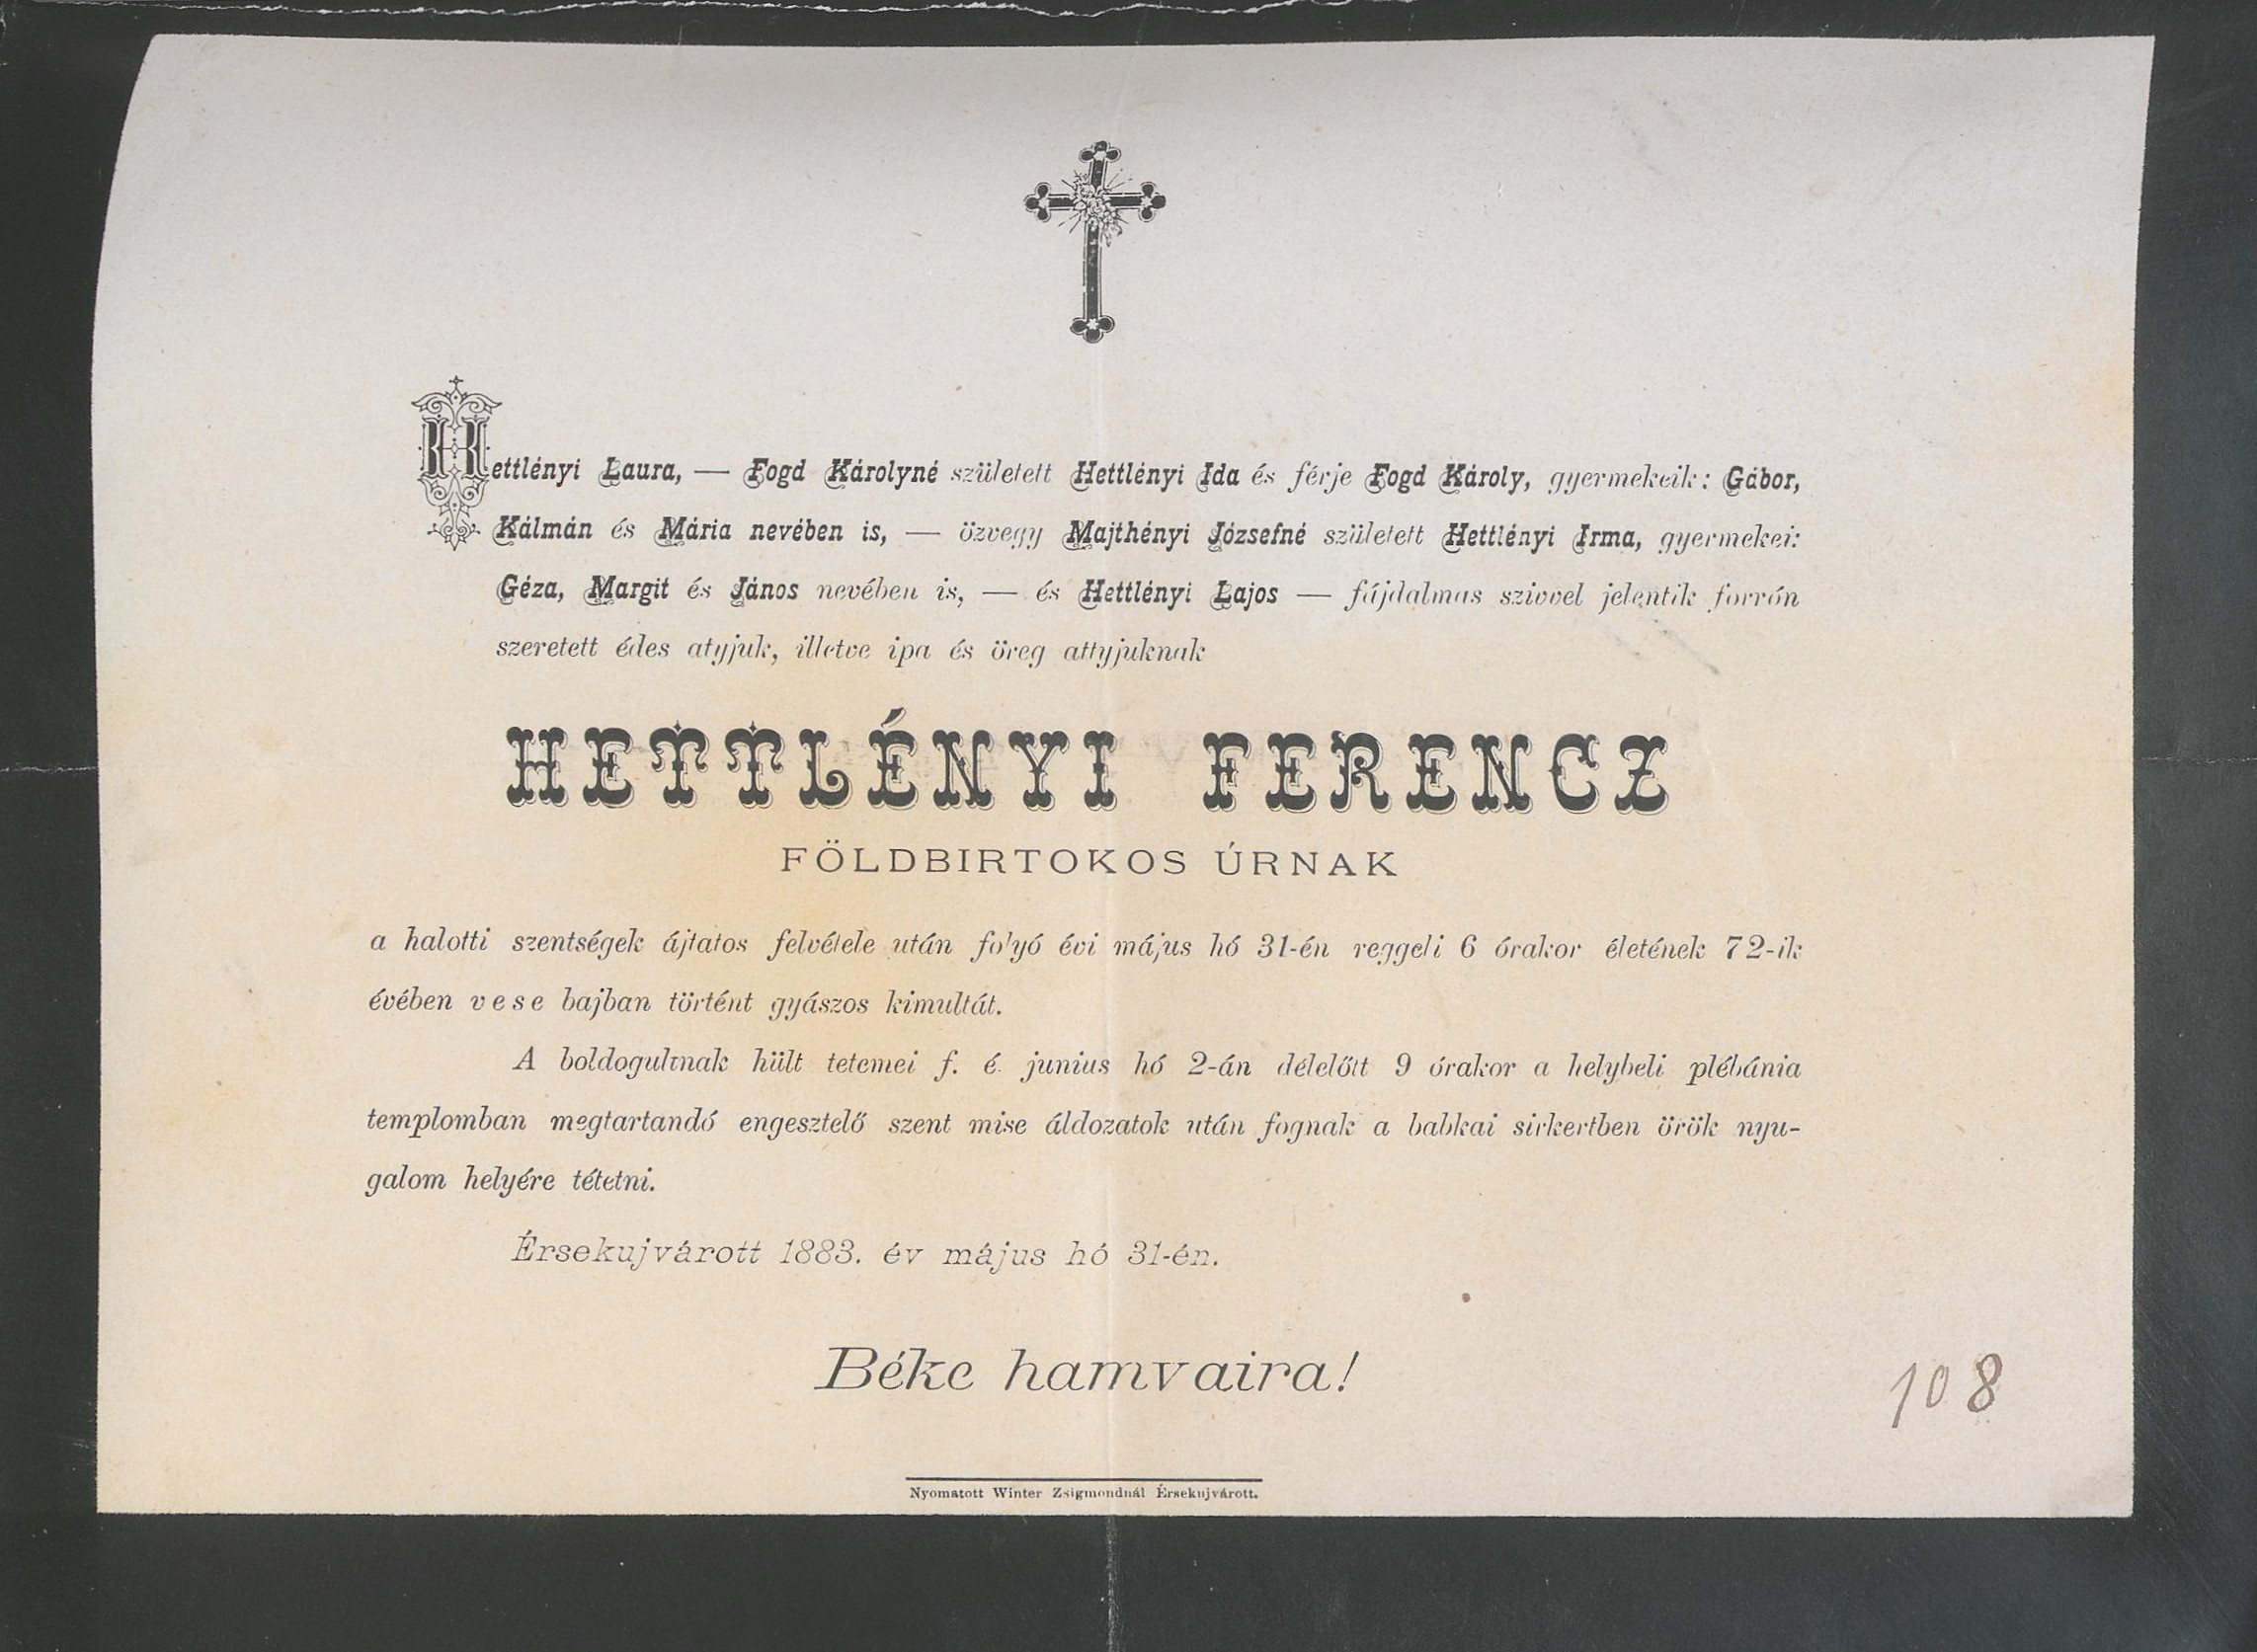 Hettlényi Laura, — Fogd Károlyné született Hettlényi Ida és férje Fogd Károly, gyermekeik: Gábor,
Kálmán és Mária nevében is, — özvegy Majthényi Józsefné született Hettlényi Irma, gyermekei:
Géza, Margit és János nevében is, — és Hettlényi Lajos — fájdalmas szivvel jelentik forrón
szeretett édes atyjuk, illetve ipa és öreg attyjuknak
HETTLÉNYI FERENCZ
FÖLDBIRTOKOS ÚRNAK
a halotti szentségek ájtatos felvétele után folyó évi május hó 31-én reggeli 6 órakor életének 72-ik
évében vese bajban történt gyászos kimultát.
A boldogultnak hült tetemei f. é. junius hó 2-án délelőtt 9 órakor a helybeli plébánia
templomban megtartandó engesztelő szent mise áldozatok után fognak a babkai sirkertben örök nyu-
galom helyére tétetni.
Érsekujvárott 1883. év május hó 31-én.
Béke hamvaira!
108
Nyomatott Winter Zsigmondnál Érsekujvárott.